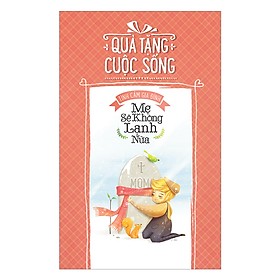 QUÀ TẶNG
CUỘC SỐNG
TÌNH CẢM GIA ĐÌNH
Mẹ
Sẽ Không
Lạnh
Nữa
MOM